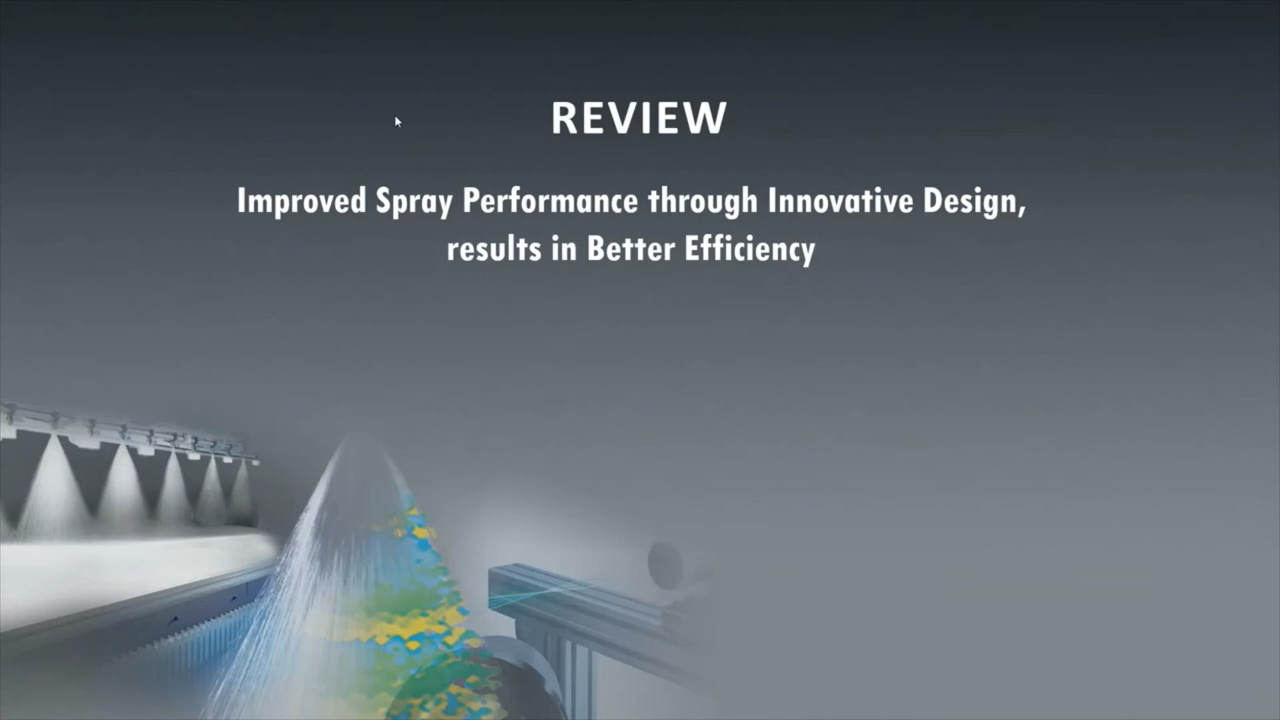 REVIEW
Improved Spray Performance through Innovative Design,
results in Better Efficiency